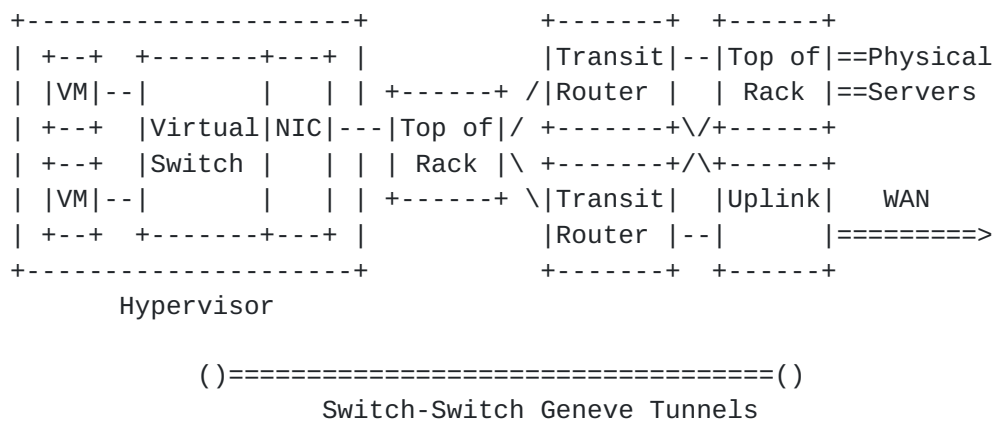 +---------------------+           +-------+  +------+
| +--+  +-------+---+ |           |Transit|--|Top of|==Physical
| |VM|--|       |   | | +------+ /|Router |  | Rack |==Servers
| +--+  |Virtual|NIC|---|Top of|/ +-------+\/+------+
| +--+  |Switch |   | | | Rack |\ +-------+/\+------+
| |VM|--|       |   | | +------+ \|Transit|  |Uplink|   WAN
| +--+  +-------+---+ |           |Router |--|      |=========>
+---------------------+           +-------+  +------+
       Hypervisor

            ()===================================()
                    Switch-Switch Geneve Tunnels